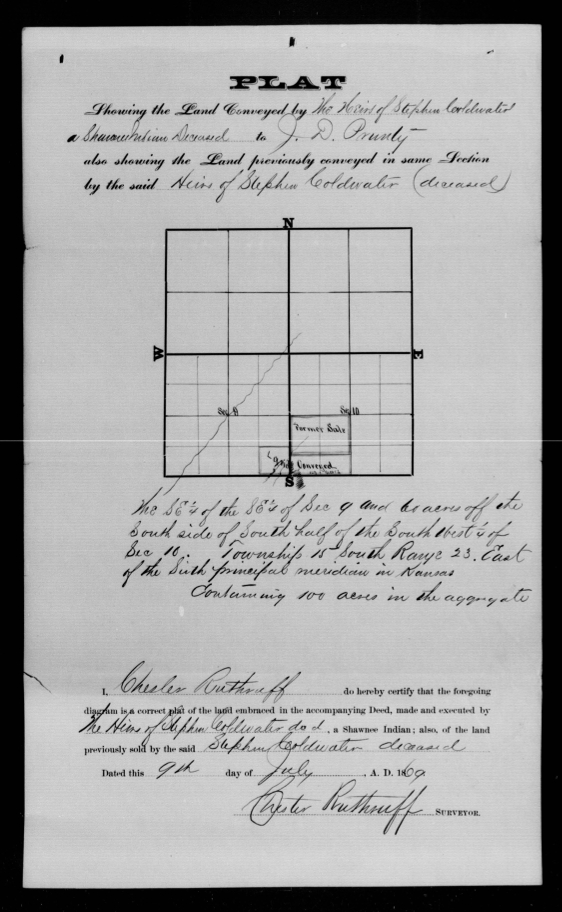 PLAT
Showing the Land Conveyed by The Heirs of Stephen Coldwater
a Shawnee Indian Deceased to J. D. Prunty
also showing the Land previously conveyed in same Section
by the said Heirs of Stephen Coldwater (deceased)
N
W
E
Sec 9
Sec 10
Former Sale
Land
Conveyed
S
The SE ¼ of the SE ¼ of Sec 9 and 60 acres off the
South side of South half of the South West ¼ of
Sec 10. Township 15 South Range 23. East
of the Sixth principal meridian in Kansas
Containing 100 acres in the aggregate
I, Chester Ruthruff do hereby certify that the foregoing
diagram is a correct plat of the land embraced in the accompanying Deed, made and executed by
The Heirs of Stephen Coldwater dcd, a Shawnee Indian; also, of the land
previously sold by the said Stephen Coldwater deceased
Dated this 9th day of July, A. D. 1869
Chester Ruthruff SURVEYOR.